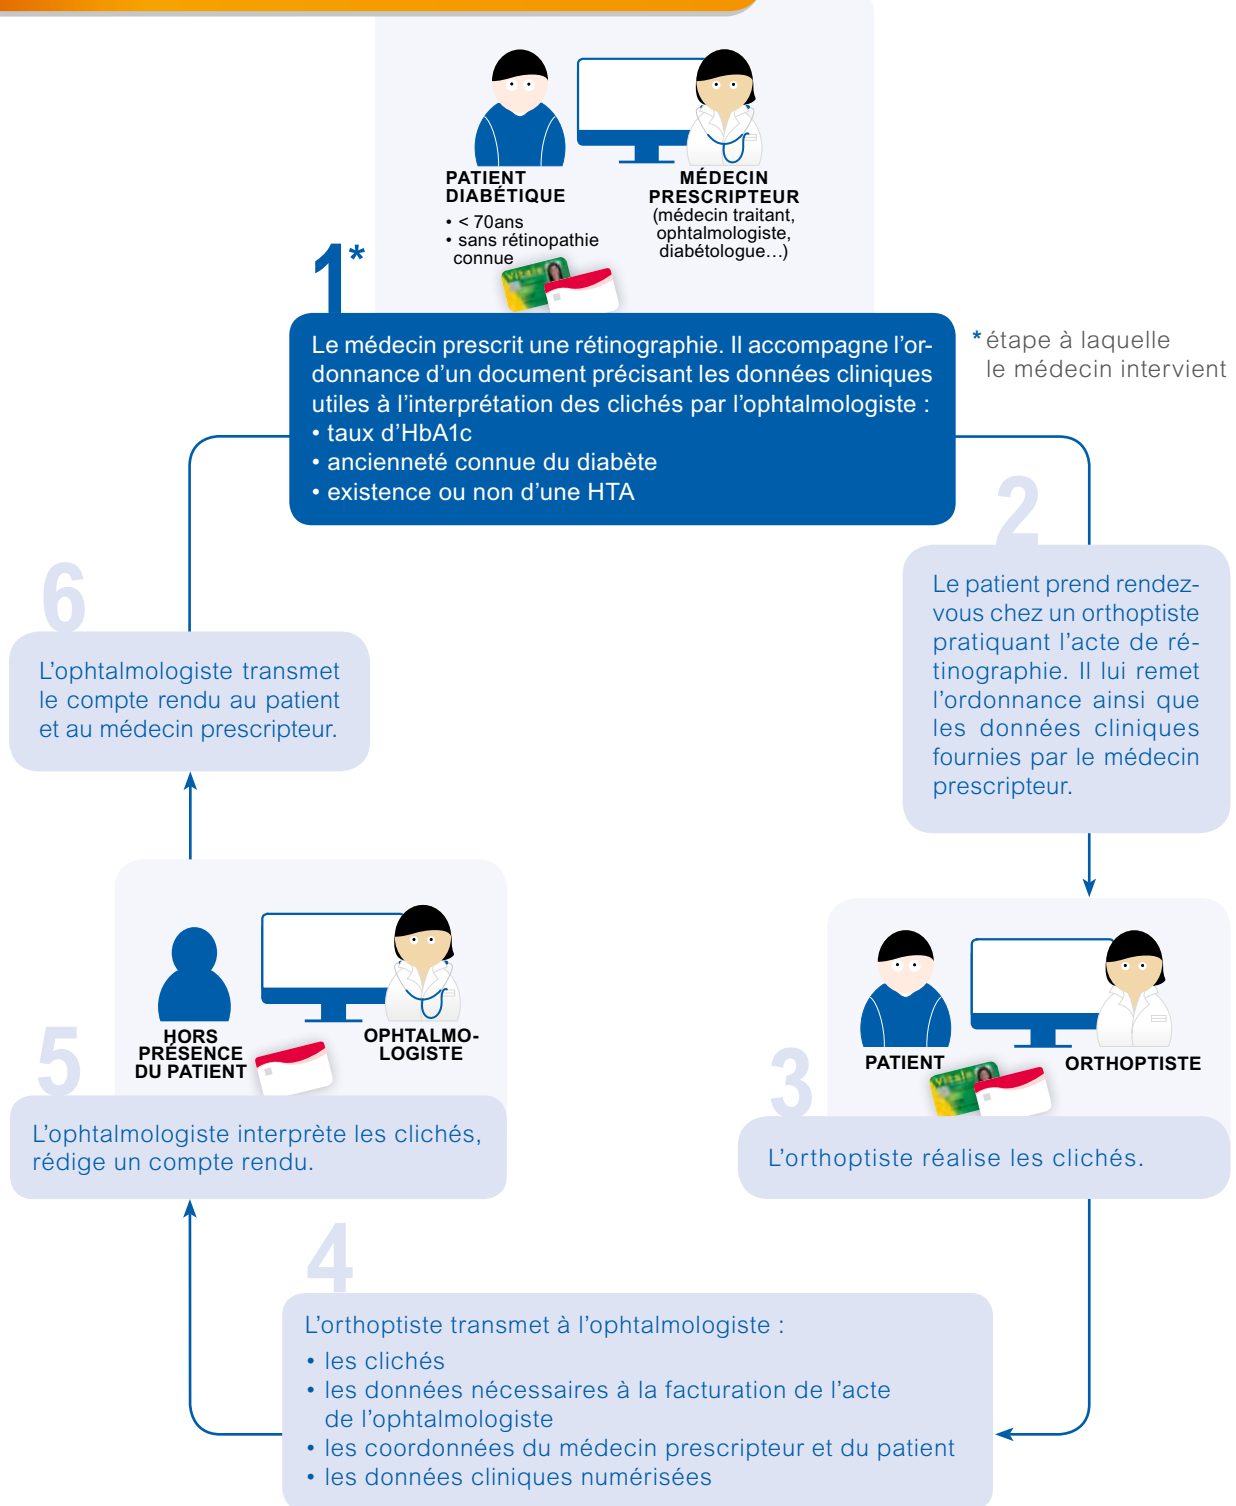 PATIENT
DIABÉTIQUE
• < 70ans
• sans rétinopathie
connue
MÉDECIN
PRESCRIPTEUR
(médecin traitant,
ophtalmologiste,
diabétologue…)
Vitale
1*
Le médecin prescrit une rétinographie. Il accompagne l’or-
donnance d’un document précisant les données cliniques
utiles à l’interprétation des clichés par l’ophtalmologiste :
• taux d’HbA1c
• ancienneté connue du diabète
• existence ou non d’une HTA
* étape à laquelle
le médecin intervient
2
Le patient prend rendez-
vous chez un orthoptiste
pratiquant l’acte de ré-
tinographie. Il lui remet
l’ordonnance ainsi que
les données cliniques
fournies par le médecin
prescripteur.
PATIENT
ORTHOPTISTE
Vitale
3
L’orthoptiste réalise les clichés.
4
L’orthoptiste transmet à l’ophtalmologiste :
• les clichés
• les données nécessaires à la facturation de l’acte
de l’ophtalmologiste
• les coordonnées du médecin prescripteur et du patient
• les données cliniques numérisées
HORS
PRÉSENCE
DU PATIENT
OPHTALMO-
LOGISTE
5
L’ophtalmologiste interprète les clichés,
rédige un compte rendu.
6
L’ophtalmologiste transmet
le compte rendu au patient
et au médecin prescripteur.